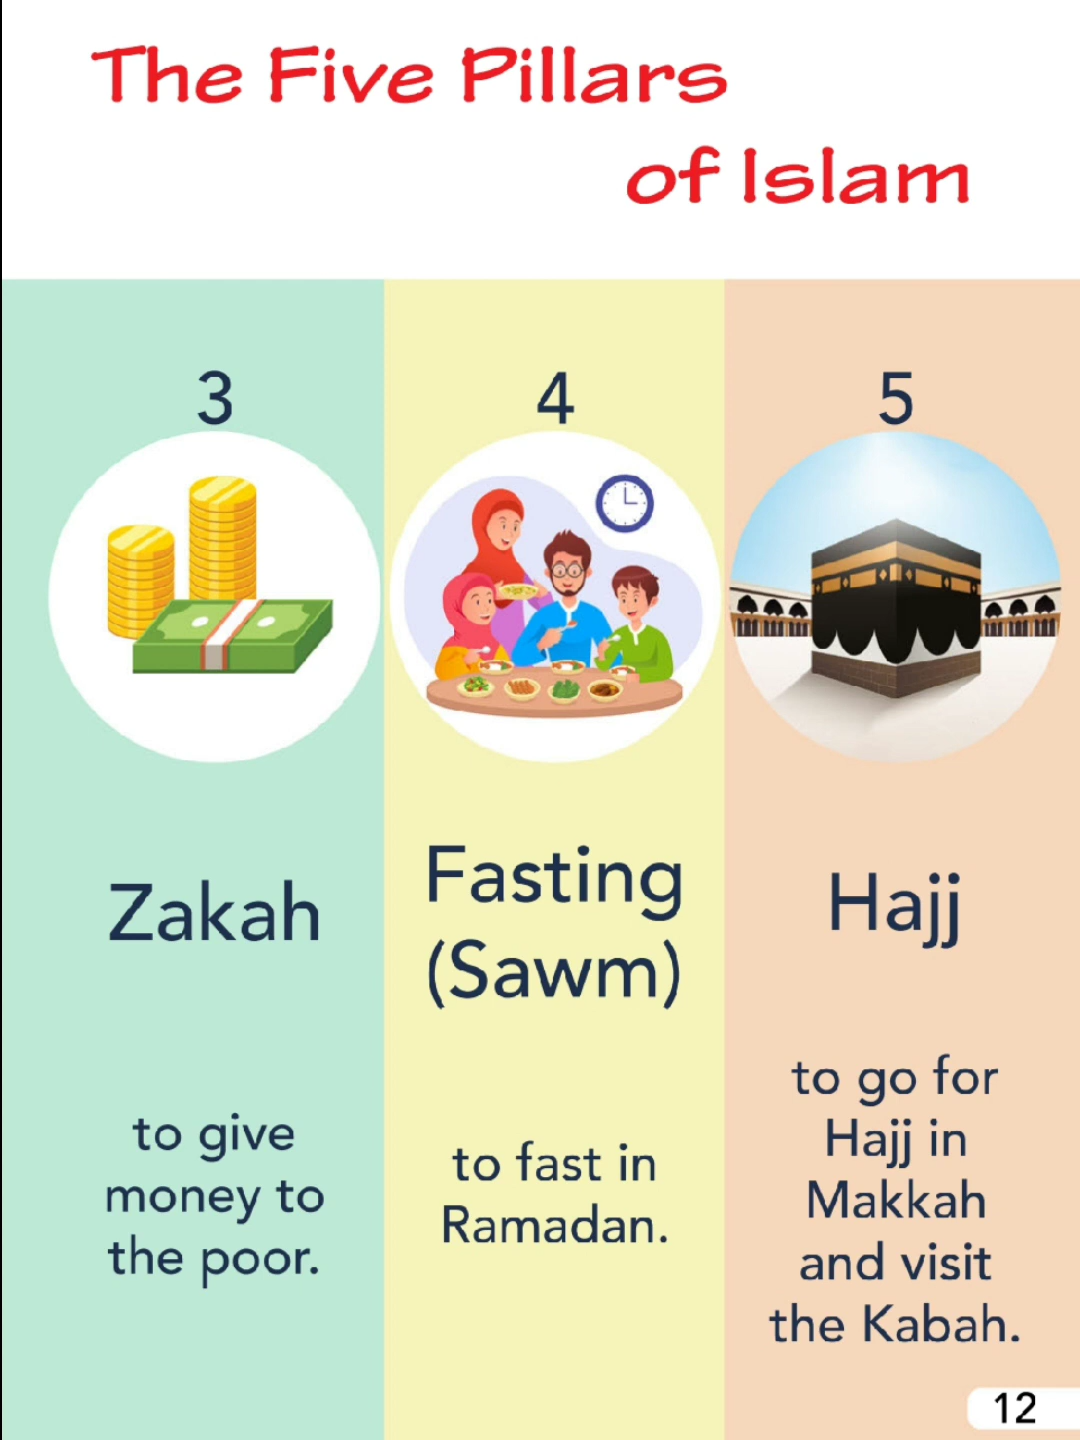 The Five Pillars
of Islam
3
Zakah
to give
money to
the poor.
4
Fasting
(Sawm)
to fast in
Ramadan.
5
Hajj
to go for
Hajj in
Makkah
and visit
the Kabah.
12